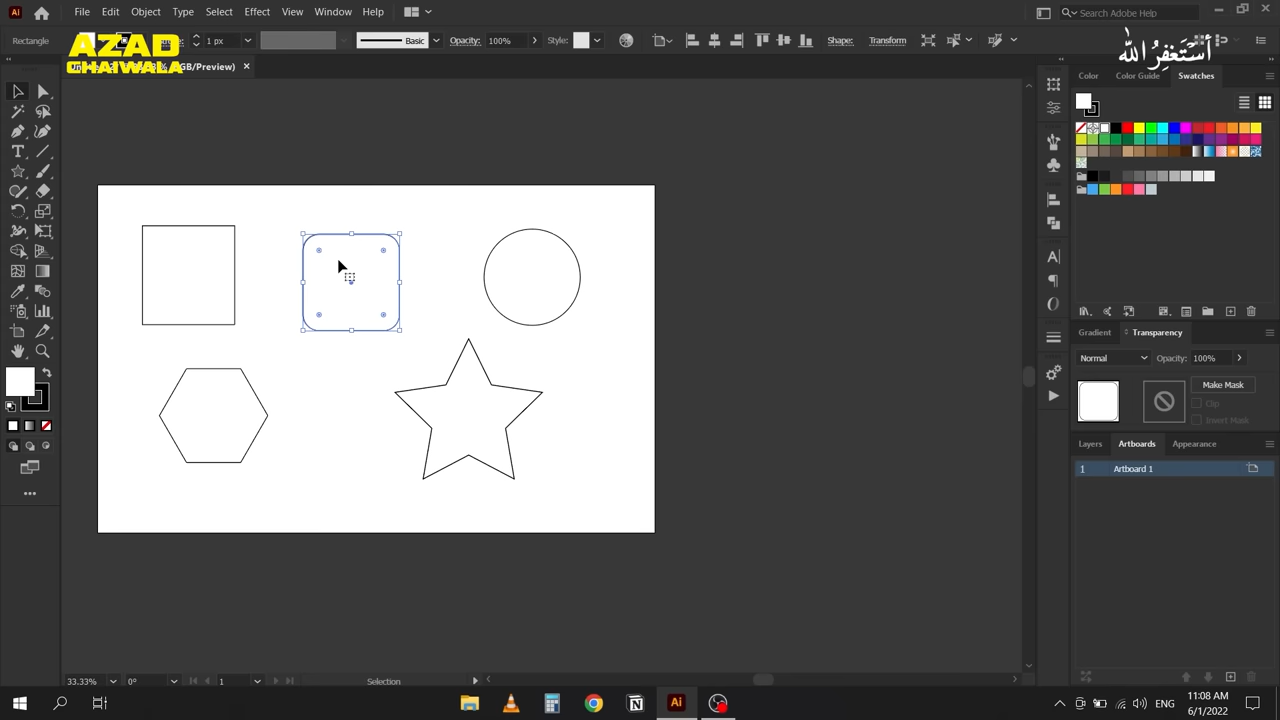 File Edit Object Type Select Effect View Window Help
Search Adobe Help
Rectangle
1 px
Basic
Opacity: 100%
Shape:
Transform
AZAD
CHAIWALA
أستغفر الله
GB/Preview)
Color Color Guide Swatches
Gradient Transparency
Normal Opacity: 100%
Make Mask
Clip
Invert Mask
Layers Artboards Appearance
1 Artboard 1
33.33% 0° 1 Selection
Ai
ENG
11:08 AM
6/1/2022